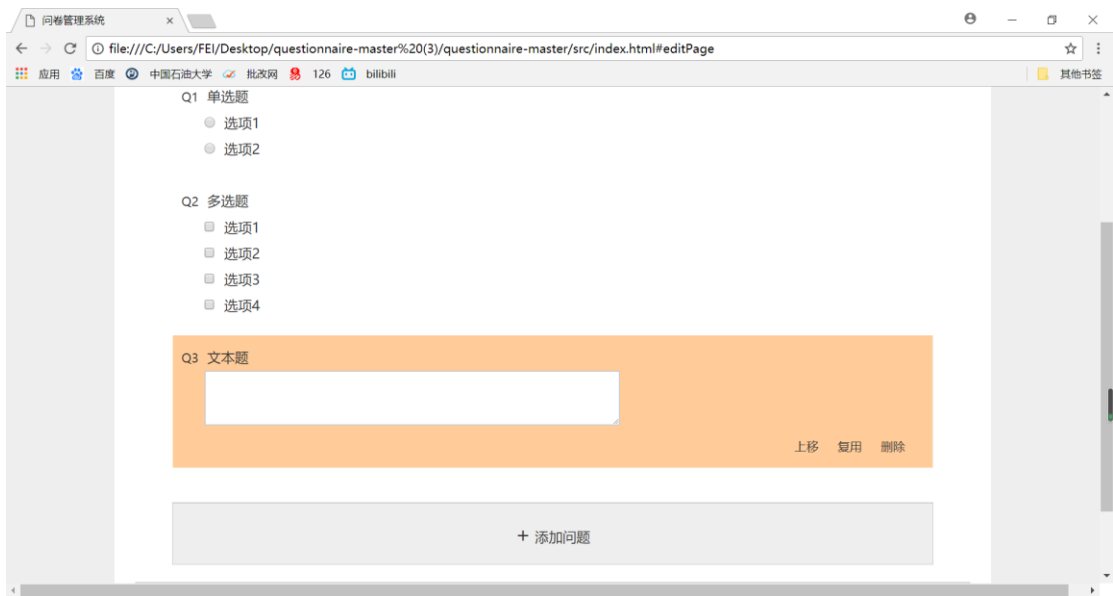 问卷管理系统
file:///C:/Users/FEI/Desktop/questionnaire-master%20(3)/questionnaire-master/src/index.html#editPage
应用 百度 中国石油大学 批改网 126 bilibili 其他书签
Q1 单选题
选项1
选项2
Q2 多选题
选项1
选项2
选项3
选项4
Q3 文本题
上移 复用 删除
+ 添加问题